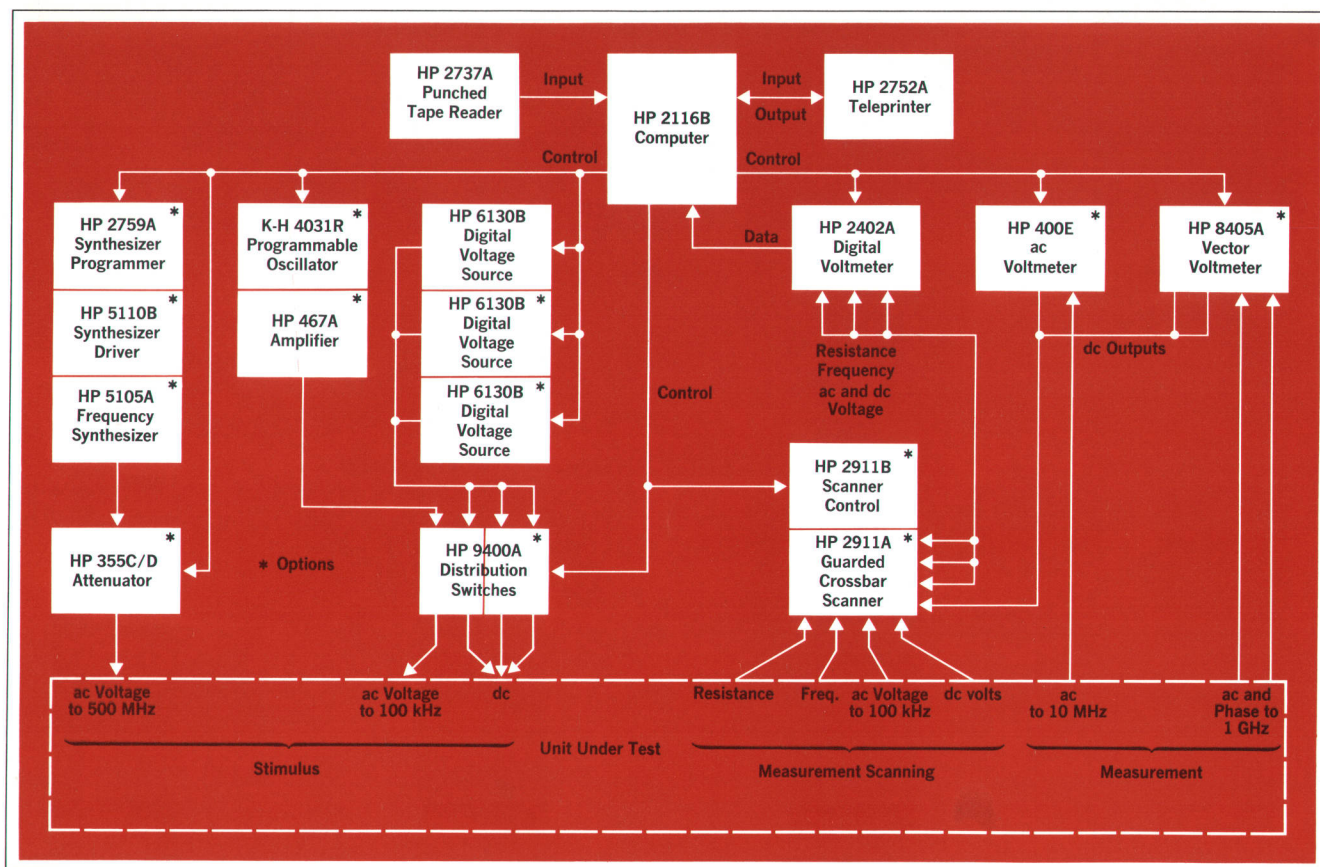 HP 2737A
Punched
Tape Reader
Input
HP 2116B
Computer
Input
Output
HP 2752A
Teleprinter
Control
Control
HP 2759A *
Synthesizer
Programmer
HP 5110B *
Synthesizer
Driver
HP 5105A *
Frequency
Synthesizer
K-H 4031R *
Programmable
Oscillator
HP 467A *
Amplifier
HP 6130B
Digital
Voltage
Source
HP 6130B *
Digital
Voltage
Source
HP 6130B *
Digital
Voltage
Source
Data
HP 2402A
Digital
Voltmeter
HP 400E *
ac
Voltmeter
HP 8405A *
Vector
Voltmeter
Resistance
Frequency
ac and dc
Voltage
dc Outputs
Control
HP 2911B *
Scanner
Control
HP 2911A *
Guarded
Crossbar
Scanner
HP 355C/D *
Attenuator
* Options
HP 9400A *
Distribution
Switches
ac Voltage
to 500 MHz
ac Voltage
to 100 kHz
dc
Resistance
Freq.
ac Voltage
to 100 kHz
dc volts
ac
to 10 MHz
ac and
Phase to
1 GHz
Stimulus
Unit Under Test
Measurement Scanning
Measurement